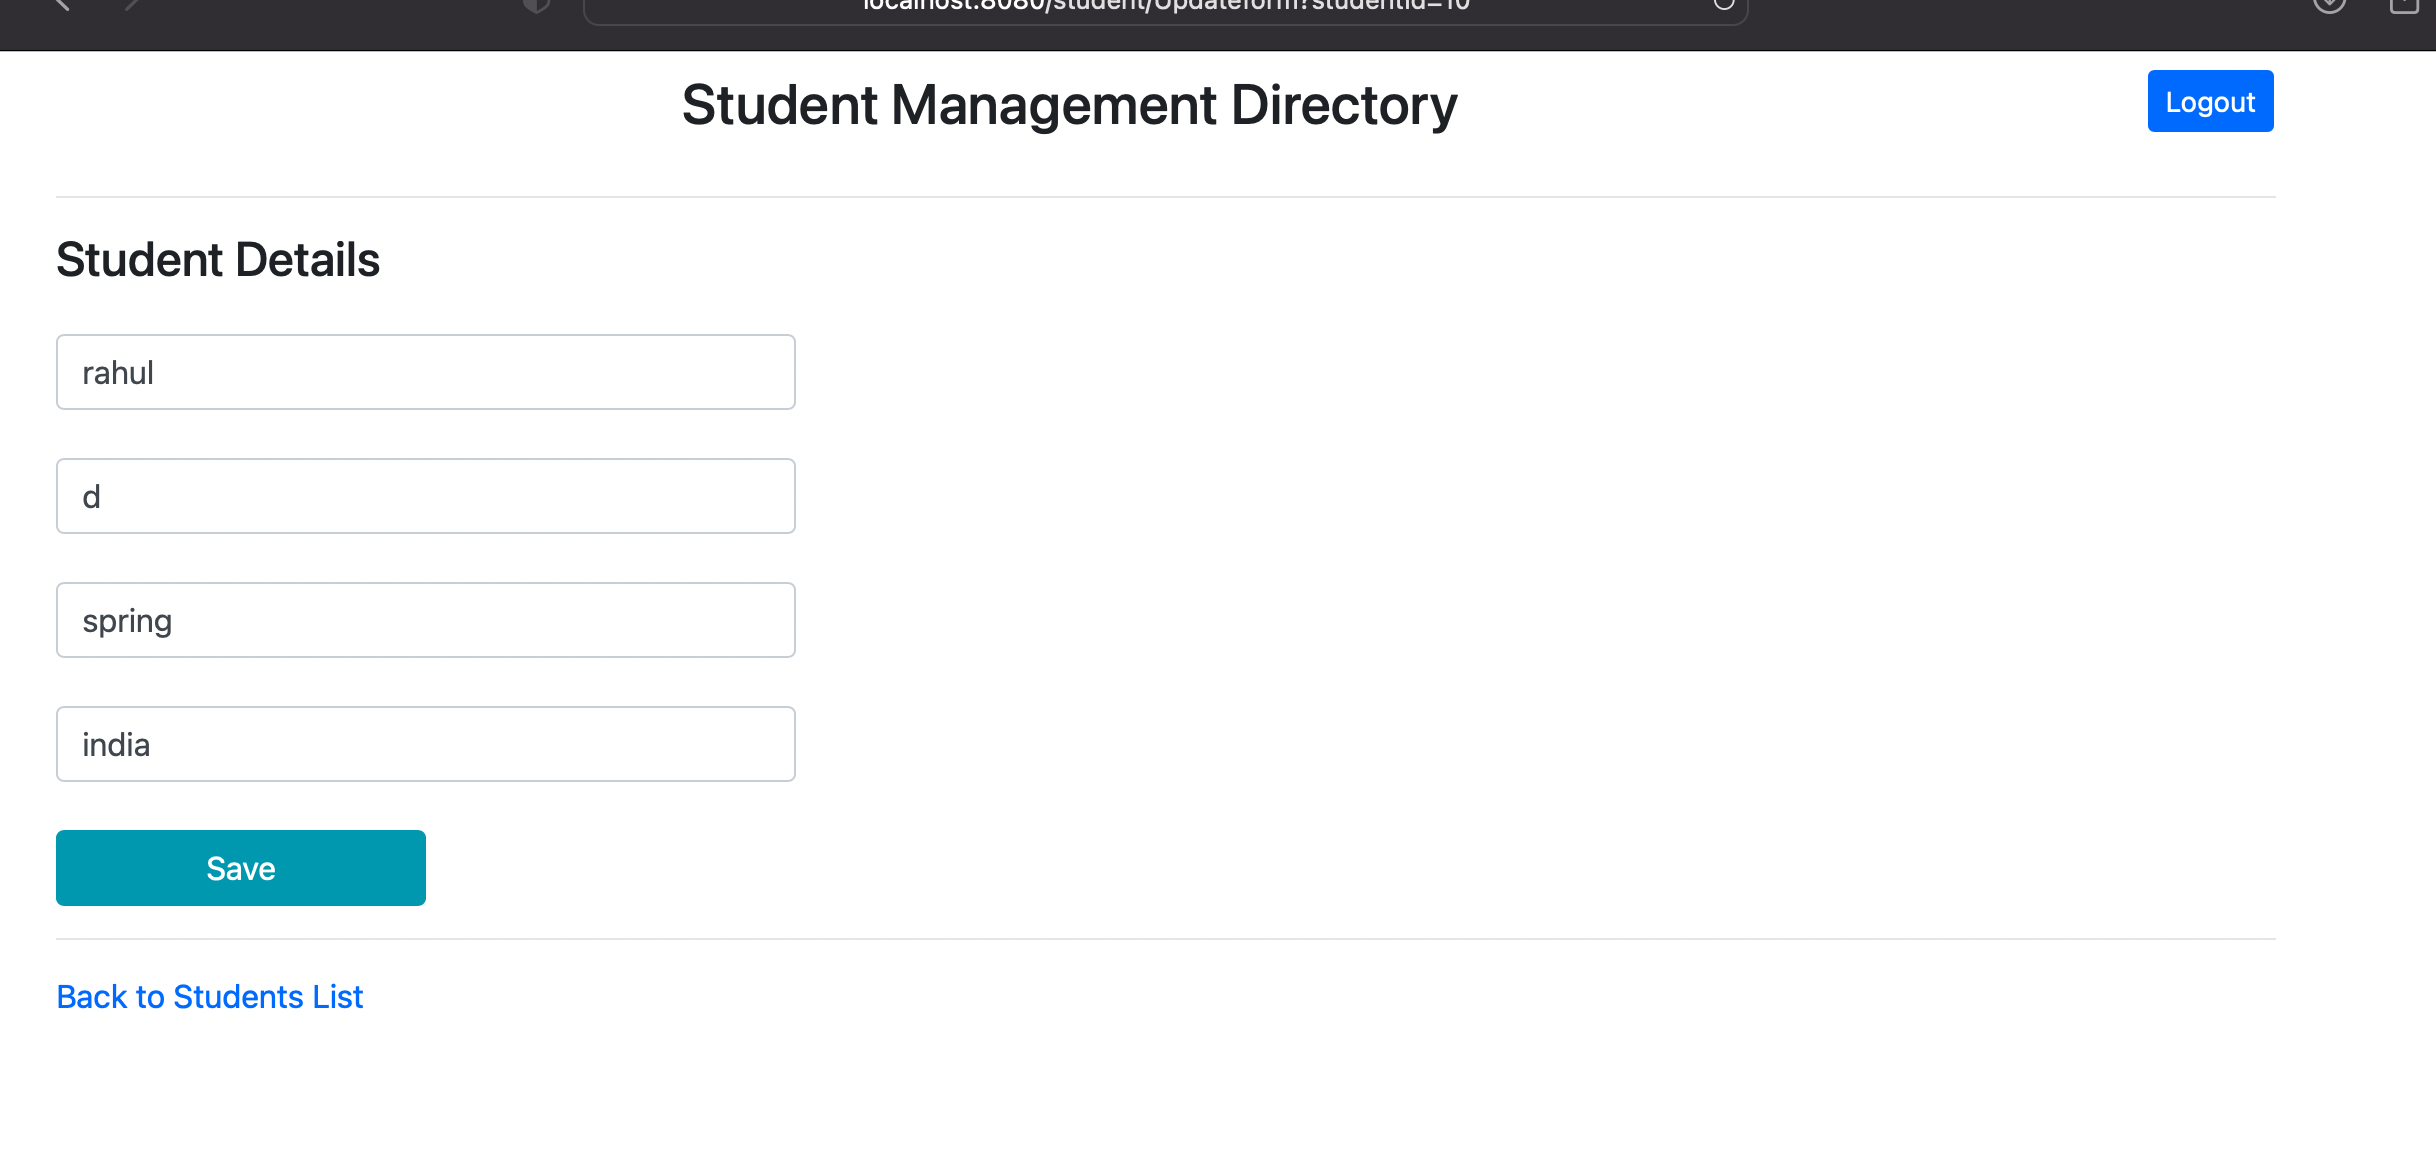 localhost:8080/student/Updateform?studentId=10
Student Management Directory
Logout
Student Details
rahul
d
spring
india
Save
Back to Students List